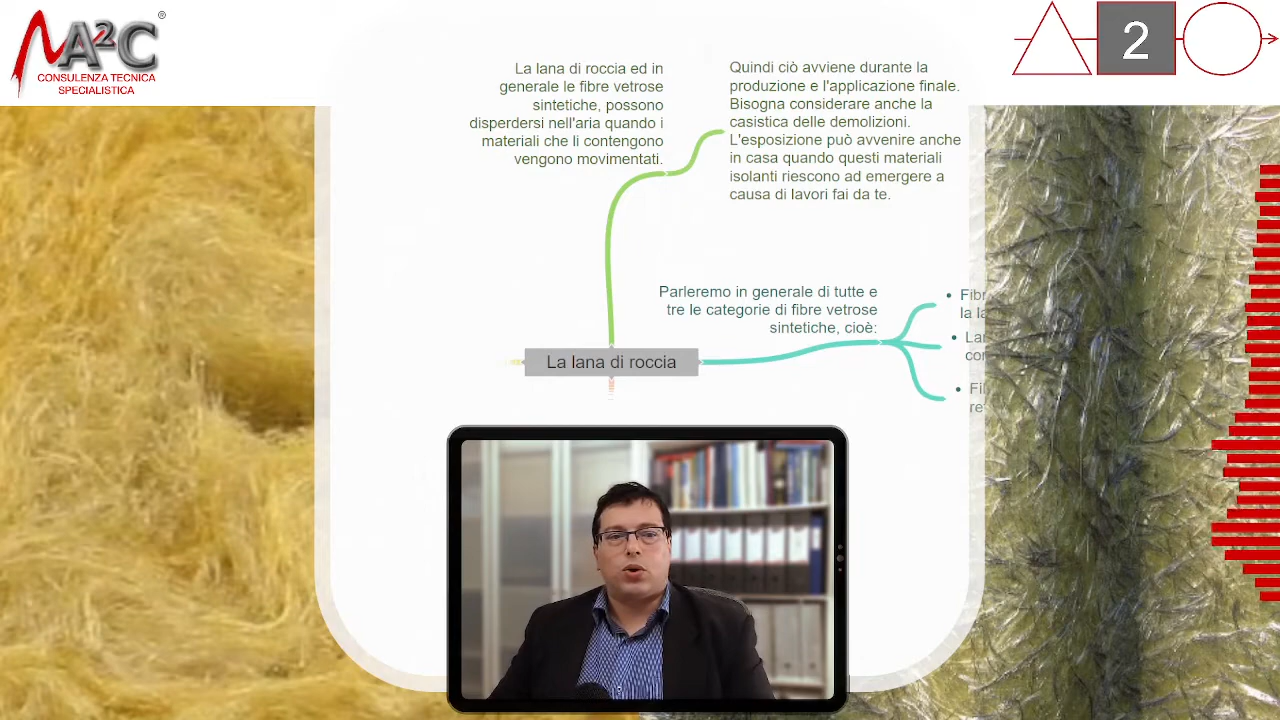 A²C®
CONSULENZA TECNICA
SPECIALISTICA
2
La lana di roccia ed in
generale le fibre vetrose
sintetiche, possono
disperdersi nell'aria quando i
materiali che li contengono
vengono movimentati.
Quindi ciò avviene durante la
produzione e l'applicazione finale.
Bisogna considerare anche la
casistica delle demolizioni.
L'esposizione può avvenire anche
in casa quando questi materiali
isolanti riescono ad emergere a
causa di lavori fai da te.
Parleremo in generale di tutte e
tre le categorie di fibre vetrose
sintetiche, cioè:
La lana di roccia